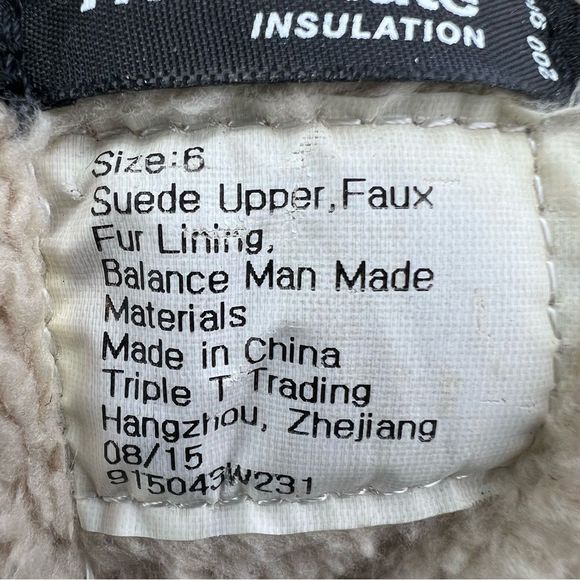 INSULATION
Size:6
Suede Upper, Faux
Fur Lining,
Balance Man Made
Materials
Made in China
Triple T Trading
Hangzhou, Zhejiang
08/15
915043W231